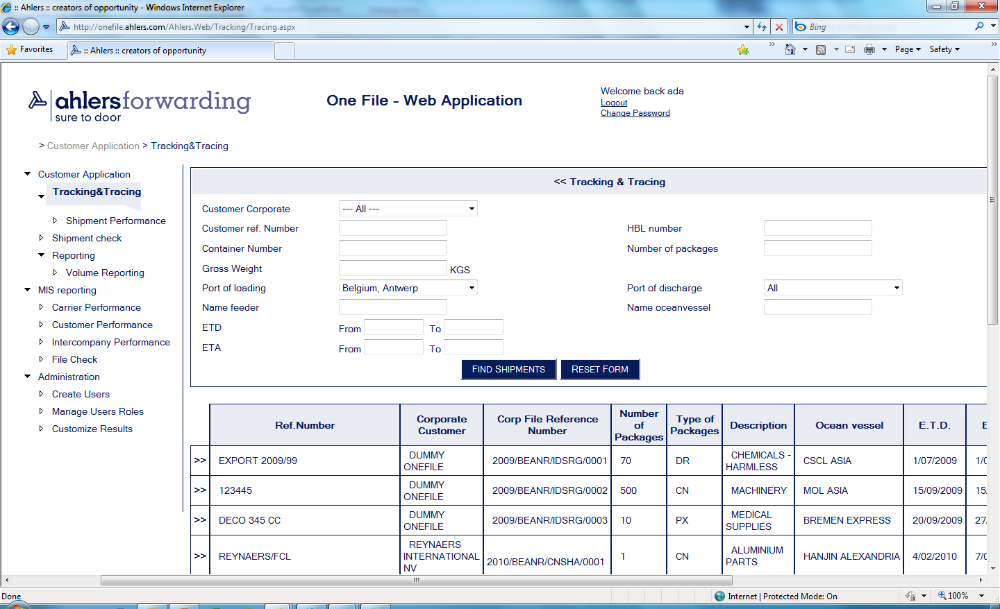 :: Ahlers :: creators of opportunity - Windows Internet Explorer
http://onefile.ahlers.com/Ahlers.Web/Tracking/Tracing.aspx
Bing
Favorites
:: Ahlers :: creators of opportunity
Page
Safety
ahlersforwarding
sure to door
One File - Web Application
Welcome back ada
Logout
Change Password
> Customer Application > Tracking&Tracing
Customer Application
Tracking&Tracing
Shipment Performance
Shipment check
Reporting
Volume Reporting
MIS reporting
Carrier Performance
Customer Performance
Intercompany Performance
File Check
Administration
Create Users
Manage Users Roles
Customize Results
<< Tracking & Tracing
Customer Corporate --- All ---
Customer ref. Number HBL number
Container Number Number of packages
Gross Weight KGS
Port of loading Belgium, Antwerp Port of discharge All
Name feeder Name oceanvessel
ETD From To
ETA From To
FIND SHIPMENTS RESET FORM
Ref.Number Corporate Customer Corp File Reference Number Number of Packages Type of Packages Description Ocean vessel E.T.D. E
>> EXPORT 2009/99 DUMMY ONEFILE 2009/BEANR/IDSRG/0001 70 DR CHEMICALS - HARMLESS CSCL ASIA 1/07/2009 1/0
>> 123445 DUMMY ONEFILE 2009/BEANR/IDSRG/0002 500 CN MACHINERY MOL ASIA 15/09/2009 15/
>> DECO 345 CC DUMMY ONEFILE 2009/BEANR/IDSRG/0003 10 PX MEDICAL SUPPLIES BREMEN EXPRESS 20/09/2009 27/
>> REYNAERS/FCL REYNAERS INTERNATIONAL NV 2010/BEANR/CNSHA/0001 1 CN ALUMINIUM PARTS HANJIN ALEXANDRIA 4/02/2010 7/0
Done
Internet | Protected Mode: On
100%